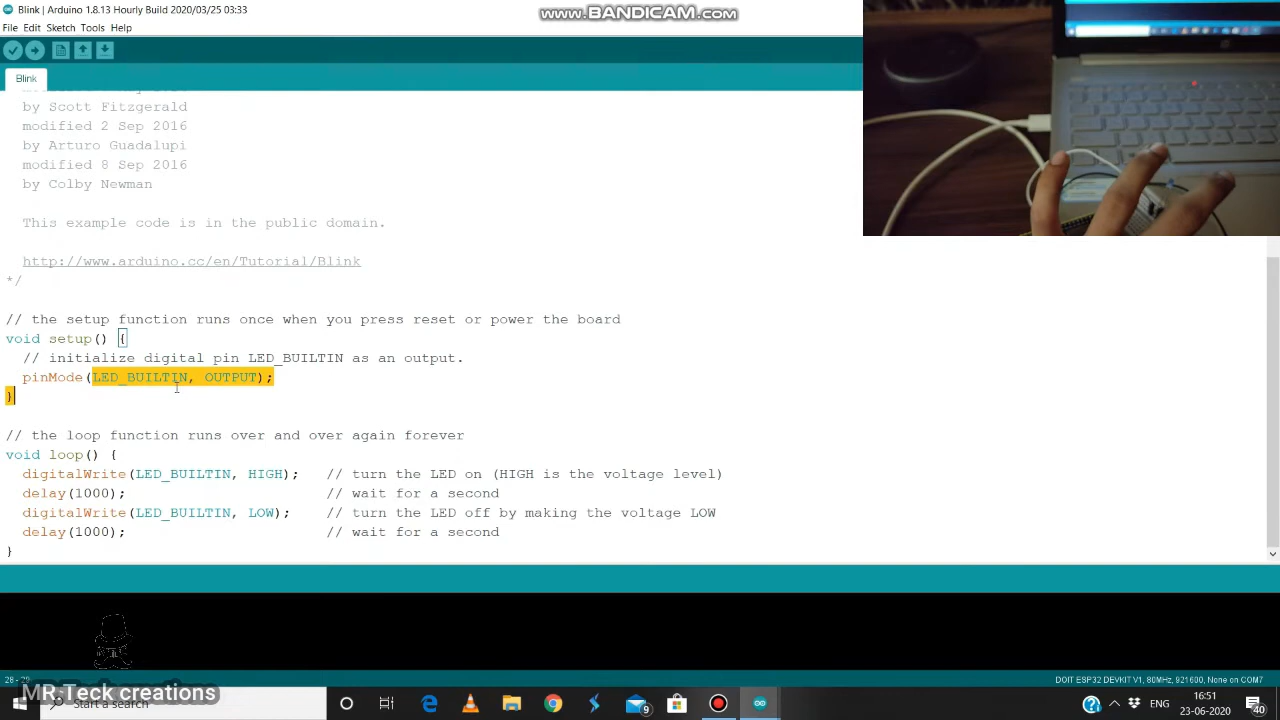 Blink | Arduino 1.8.13 Hourly Build 2020/03/25 03:33
www.BANDICAM.com
File Edit Sketch Tools Help
Blink
by Scott Fitzgerald
modified 2 Sep 2016
by Arturo Guadalupi
modified 8 Sep 2016
by Colby Newman
This example code is in the public domain.
http://www.arduino.cc/en/Tutorial/Blink
*/
// the setup function runs once when you press reset or power the board
void setup() {
// initialize digital pin LED_BUILTIN as an output.
pinMode(LED_BUILTIN, OUTPUT);
}
// the loop function runs over and over again forever
void loop() {
digitalWrite(LED_BUILTIN, HIGH);   // turn the LED on (HIGH is the voltage level)
delay(1000);                       // wait for a second
digitalWrite(LED_BUILTIN, LOW);    // turn the LED off by making the voltage LOW
delay(1000);                       // wait for a second
}
DOIT ESP32 DEVKIT V1, 80MHz, 921600, None on COM7
MR.Teck creations
Start a search
9
ENG
16:51
23-06-2020
40